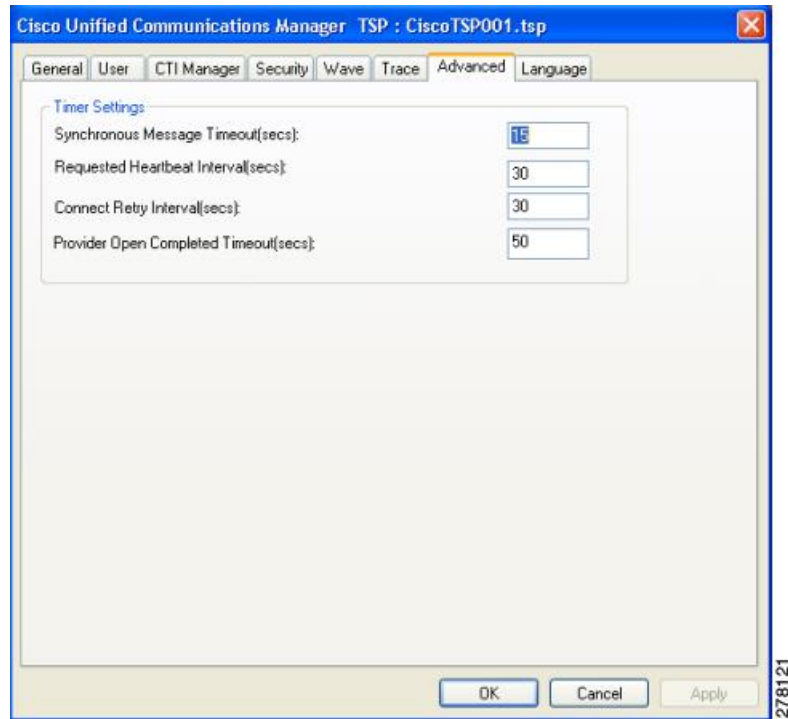 Cisco Unified Communications Manager TSP : CiscoTSP001.tsp
General User CTI Manager Security Wave Trace Advanced Language
Timer Settings
Synchronous Message Timeout(secs): 15
Requested Heartbeat Interval(secs): 30
Connect Retry Interval(secs): 30
Provider Open Completed Timeout(secs): 50
OK Cancel Apply
278121